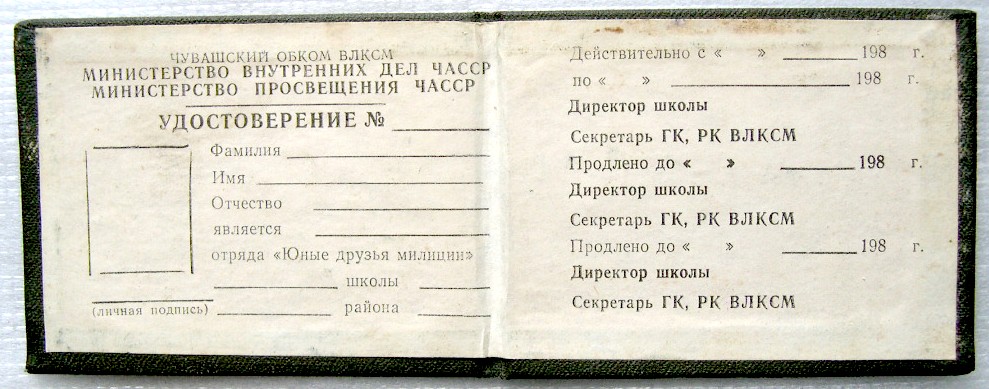 ЧУВАШСКИЙ ОБКОМ ВЛКСМ
МИНИСТЕРСТВО ВНУТРЕННИХ ДЕЛ ЧАССР
МИНИСТЕРСТВО ПРОСВЕЩЕНИЯ ЧАССР
УДОСТОВЕРЕНИЕ №
Фамилия
Имя
Отчество
является
отряда «Юные друзья милиции»
школы
(личная подпись) района
Действительно с « » 198 г.
по « » 198 г.
Директор школы
Секретарь ГК, РК ВЛКСМ
Продлено до « » 198 г.
Директор школы
Секретарь ГК, РК ВЛКСМ
Продлено до « » 198 г.
Директор школы
Секретарь ГК, РК ВЛКСМ